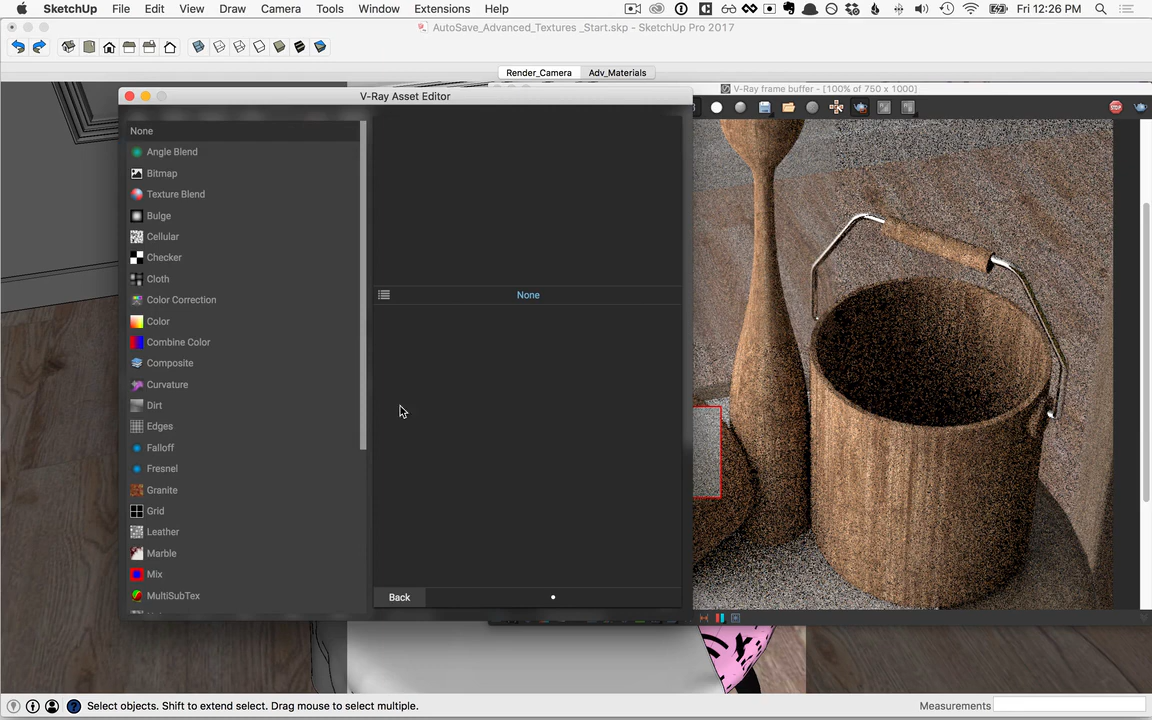 SketchUp File Edit View Draw Camera Tools Window Extensions Help Fri 12:26 PM
AutoSave_Advanced_Textures _Start.skp - SketchUp Pro 2017
Render_Camera Adv_Materials
V-Ray frame buffer - [100% of 750 x 1000]
V-Ray Asset Editor
None
Angle Blend
Bitmap
Texture Blend
Bulge
Cellular
Checker
Cloth
Color Correction
None
Color
Combine Color
Composite
Curvature
Dirt
Edges
Falloff
Fresnel
Granite
Grid
Leather
Marble
Mix
MultiSubTex
Back
Select objects. Shift to extend select. Drag mouse to select multiple.
Measurements